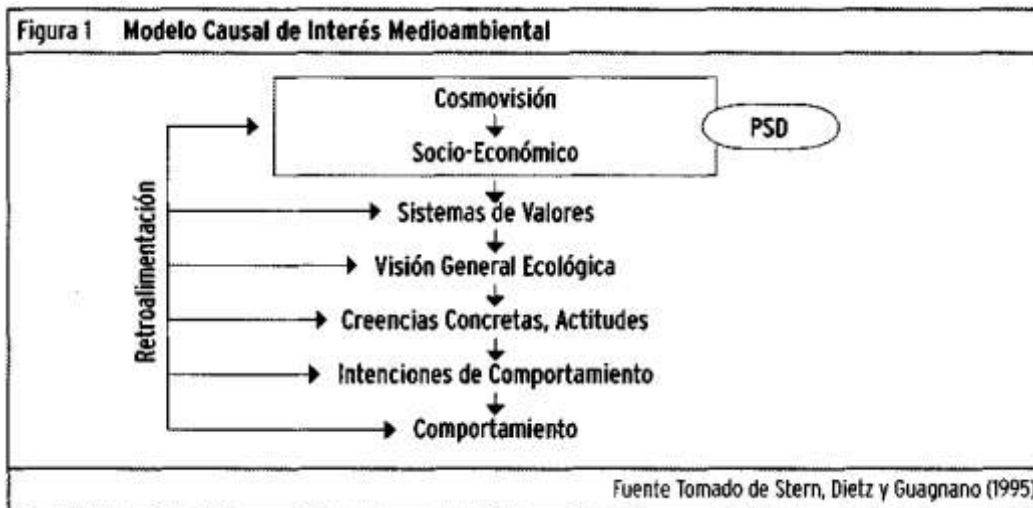 Figura 1 Modelo Causal de Interés Medioambiental
Cosmovisión
PSD
Socio-Económico
Retroalimentación
Sistemas de Valores
Visión General Ecológica
Creencias Concretas, Actitudes
Intenciones de Comportamiento
Comportamiento
Fuente Tomado de Stern, Dietz y Guagnano (1995)